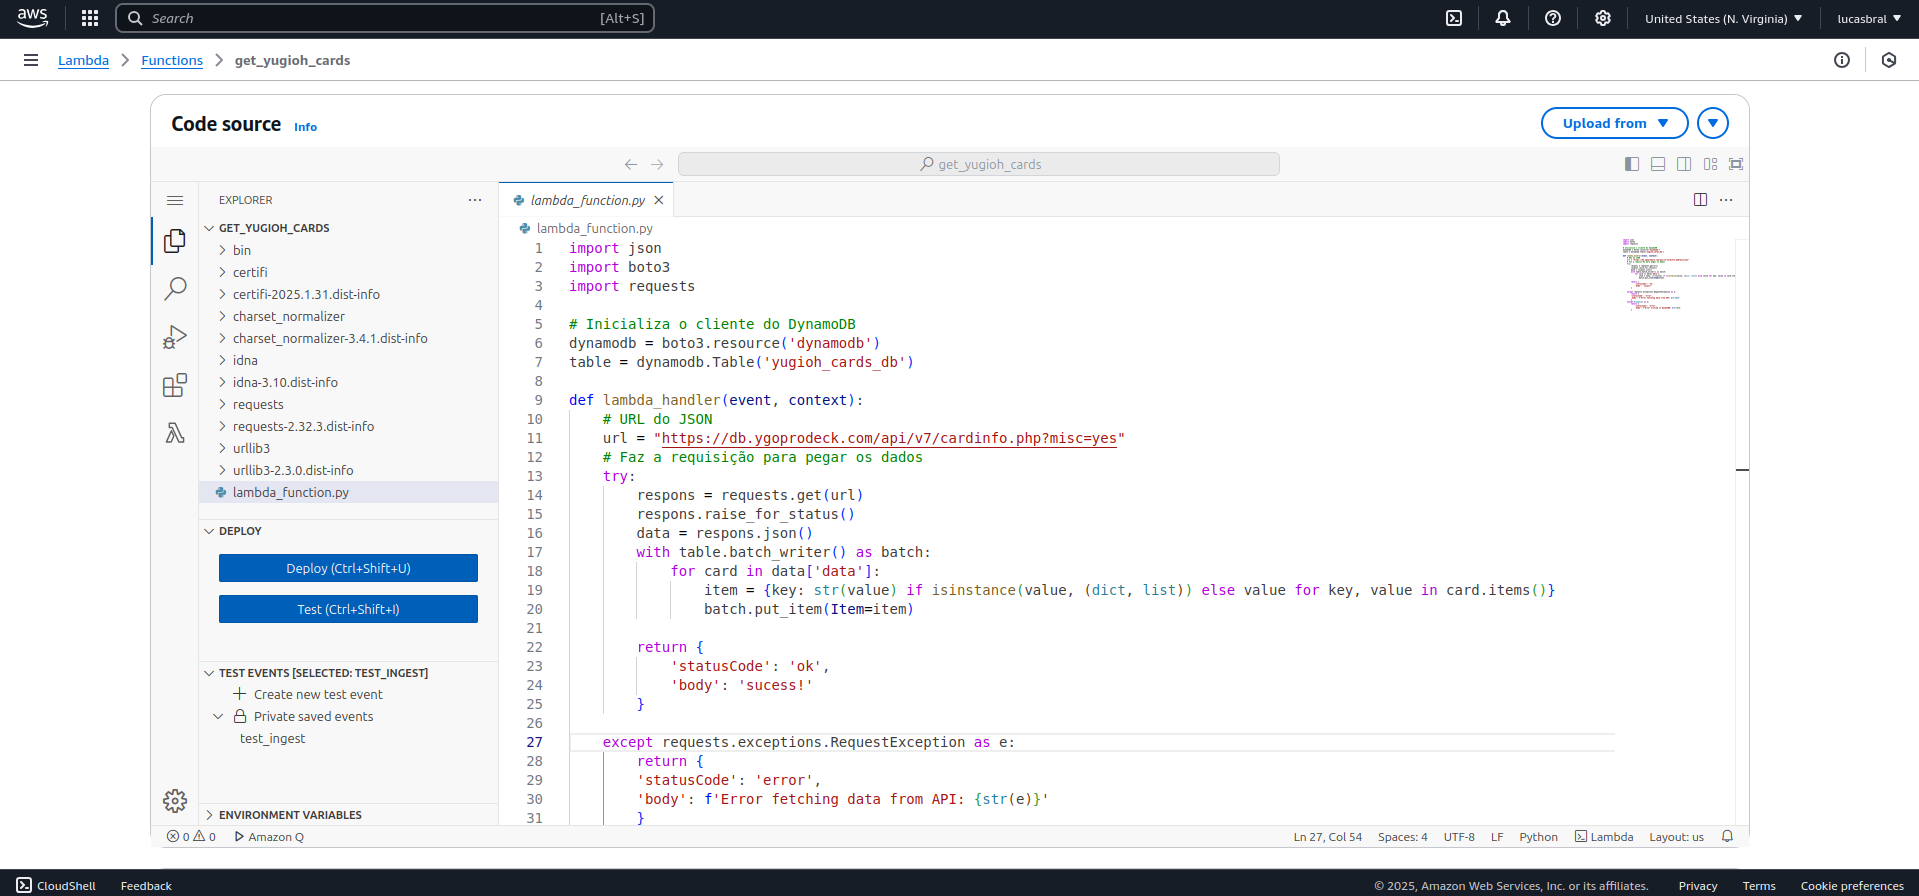 aws
Search [Alt+S]
United States (N. Virginia)
lucasbral
Lambda
Functions
get_yugioh_cards
Code source Info
Upload from
get_yugioh_cards
EXPLORER
GET_YUGIOH_CARDS
bin
certifi
certifi-2025.1.31.dist-info
charset_normalizer
charset_normalizer-3.4.1.dist-info
idna
idna-3.10.dist-info
requests
requests-2.32.3.dist-info
urllib3
urllib3-2.3.0.dist-info
lambda_function.py
DEPLOY
Deploy (Ctrl+Shift+U)
Test (Ctrl+Shift+I)
TEST EVENTS [SELECTED: TEST_INGEST]
Create new test event
Private saved events
test_ingest
ENVIRONMENT VARIABLES
lambda_function.py
lambda_function.py
1 import json
2 import boto3
3 import requests
4
5 # Inicializa o cliente do DynamoDB
6 dynamodb = boto3.resource('dynamodb')
7 table = dynamodb.Table('yugioh_cards_db')
8
9 def lambda_handler(event, context):
10 # URL do JSON
11 url = "https://db.ygoprodeck.com/api/v7/cardinfo.php?misc=yes"
12 # Faz a requisição para pegar os dados
13 try:
14 respons = requests.get(url)
15 respons.raise_for_status()
16 data = respons.json()
17 with table.batch_writer() as batch:
18 for card in data['data']:
19 item = {key: str(value) if isinstance(value, (dict, list)) else value for key, value in card.items()}
20 batch.put_item(Item=item)
21
22 return {
23 'statusCode': 'ok',
24 'body': 'sucess!'
25 }
26
27 except requests.exceptions.RequestException as e:
28 return {
29 'statusCode': 'error',
30 'body': f'Error fetching data from API: {str(e)}'
31 }
0 0 Amazon Q
Ln 27, Col 54 Spaces: 4 UTF-8 LF Python Lambda Layout: us
CloudShell Feedback
© 2025, Amazon Web Services, Inc. or its affiliates. Privacy Terms Cookie preferences